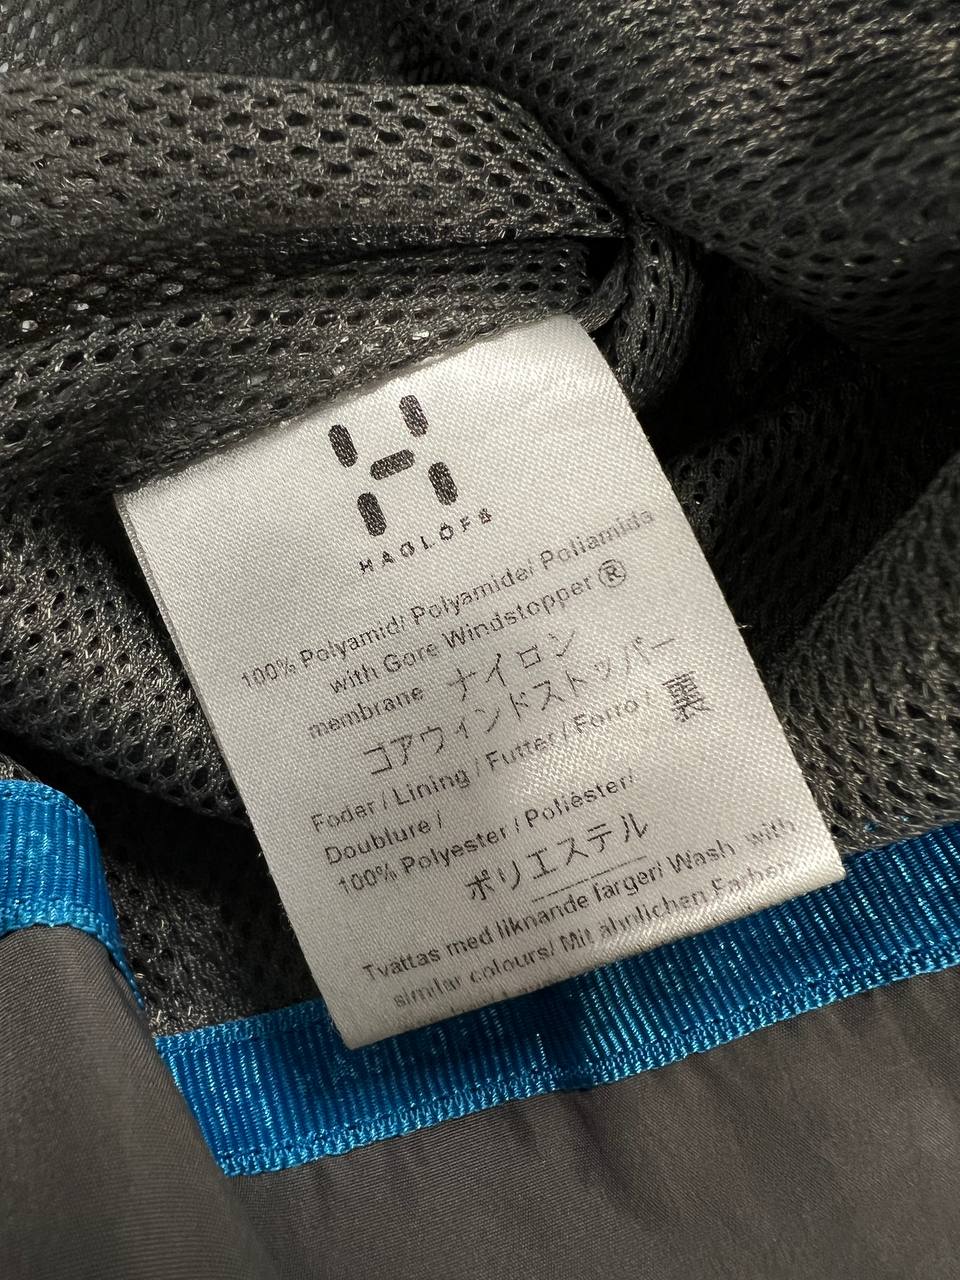 HAGLÖFS
100% Polyamid/ Polyamide/ Poliamida
with Gore Windstopper®
membrane ナイロン
コアウィンドストッパー
Foder / Lining / Futter / Forro / 裏
Doublure /
100% Polyester / Poliéster/
ポリエステル
Tvättas med liknande färger/ Wash with
similar colours/ Mit ähnlichen Farben